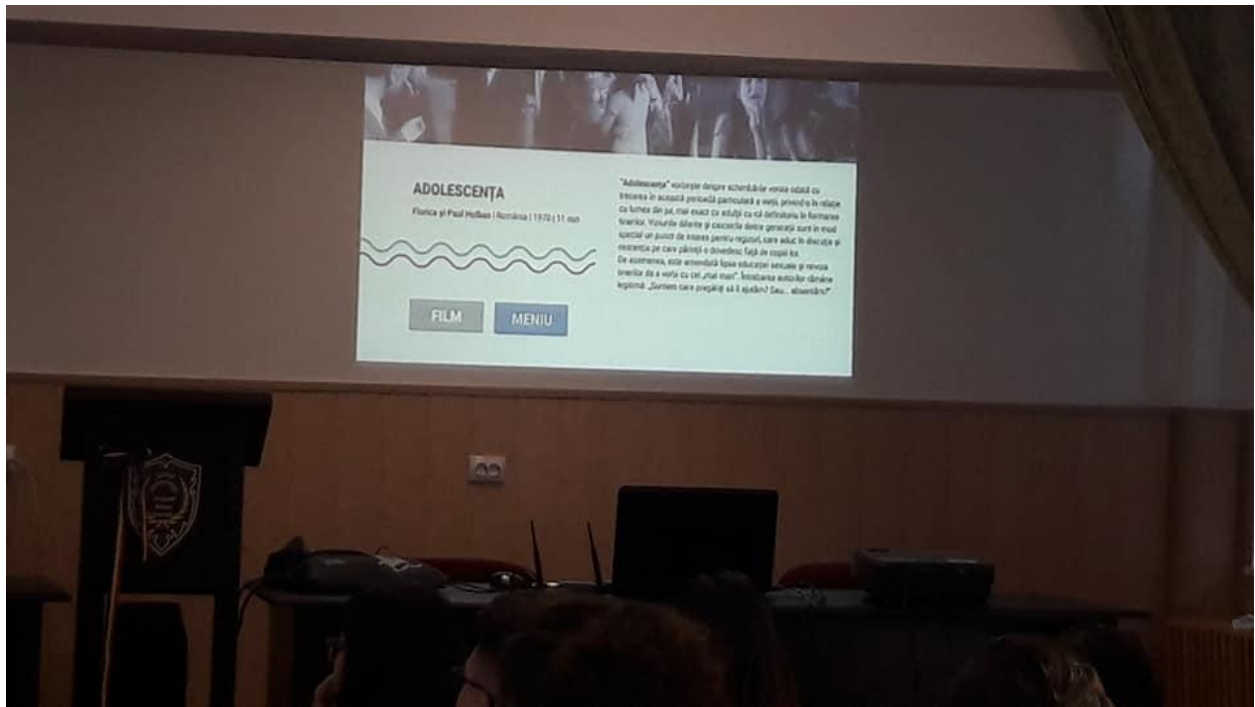 ADOLESCENȚA
Florica și Paul Holban | România | 1970 | 11 min
FILM
MENIU
"Adolescența" vorbește despre schimbările venite odată cu
trecerea în această perioadă particulară a vieții, privind-o în relație
cu lumea din jur, mai exact cu adulții cu rol definitoriu în formarea
tinerilor. Viziunile diferite și ciocnirile dintre generații sunt în mod
special un punct de interes pentru regizori, care aduc în discuție și
reticența pe care părinții o dovedesc față de copiii lor.
De asemenea, este amendată lipsa educației sexuale și nevoia
tinerilor de a vorbi cu cei „mai mari”. Întrebarea autorilor rămâne
legitimă: „Suntem oare pregătiți să îi ajutăm? Sau... absentăm?”